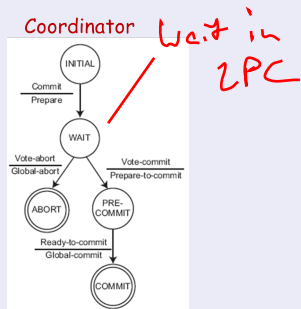 Coordinator
Wait in
2PC
INITIAL
Commit
Prepare
WAIT
Vote-abort
Global-abort
Vote-commit
Prepare-to-commit
ABORT
PRE-
COMMIT
Ready-to-commit
Global-commit
COMMIT